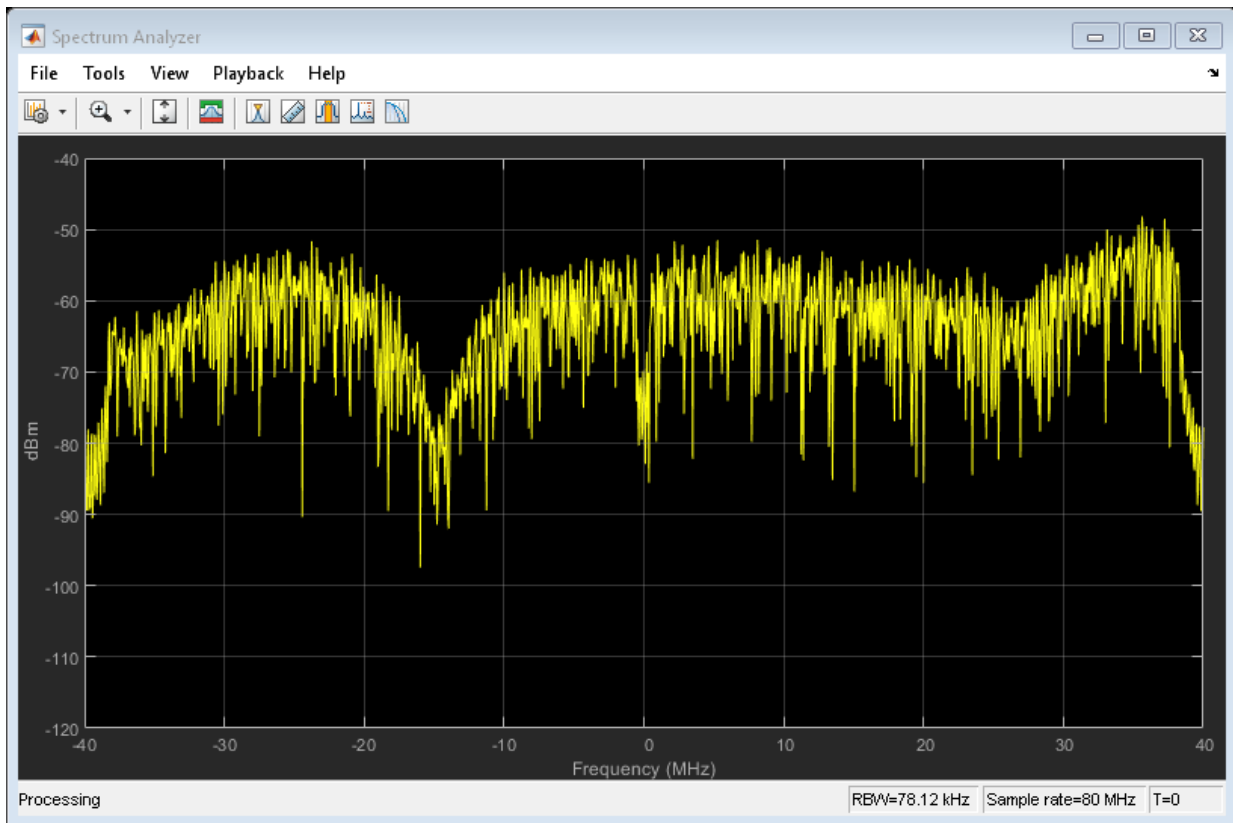 Spectrum Analyzer
File Tools View Playback Help
-40
-50
-60
-70
-80
-90
-100
-110
-120
dBm
-40 -30 -20 -10 0 10 20 30 40
Frequency (MHz)
Processing RBW=78.12 kHz Sample rate=80 MHz T=0